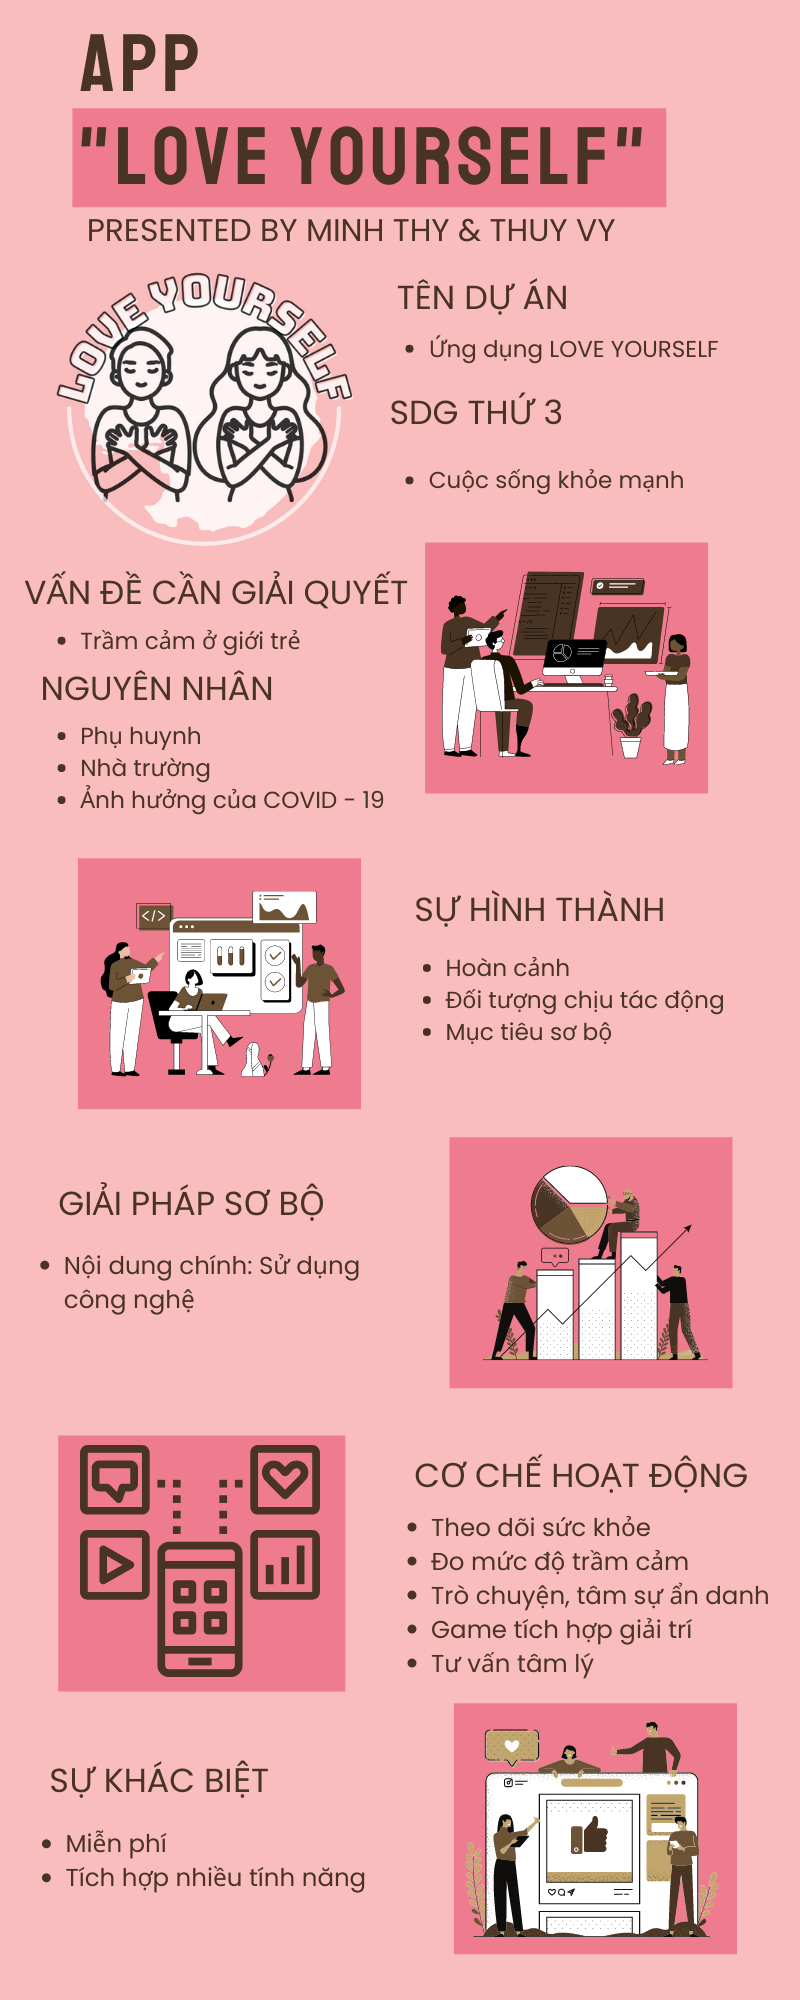 APP
"LOVE YOURSELF"
PRESENTED BY MINH THY & THUY VY
LOVE YOURSELF
TÊN DỰ ÁN
• Ứng dụng LOVE YOURSELF
SDG THỨ 3
• Cuộc sống khỏe mạnh
VẤN ĐỀ CẦN GIẢI QUYẾT
• Trầm cảm ở giới trẻ
NGUYÊN NHÂN
• Phụ huynh
• Nhà trường
• Ảnh hưởng của COVID - 19
</>
SỰ HÌNH THÀNH
• Hoàn cảnh
• Đối tượng chịu tác động
• Mục tiêu sơ bộ
GIẢI PHÁP SƠ BỘ
• Nội dung chính: Sử dụng
công nghệ
CƠ CHẾ HOẠT ĐỘNG
• Theo dõi sức khỏe
• Đo mức độ trầm cảm
• Trò chuyện, tâm sự ẩn danh
• Game tích hợp giải trí
• Tư vấn tâm lý
SỰ KHÁC BIỆT
• Miễn phí
• Tích hợp nhiều tính năng